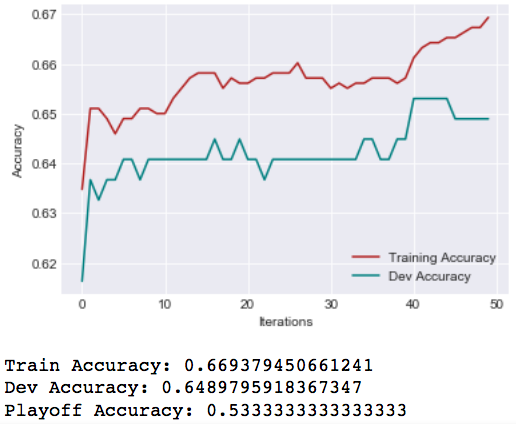 0.67
0.66
0.65
0.64
0.63
0.62
Accuracy
Training Accuracy
Dev Accuracy
0 10 20 30 40 50
Iterations
Train Accuracy: 0.669379450661241
Dev Accuracy: 0.6489795918367347
Playoff Accuracy: 0.5333333333333333